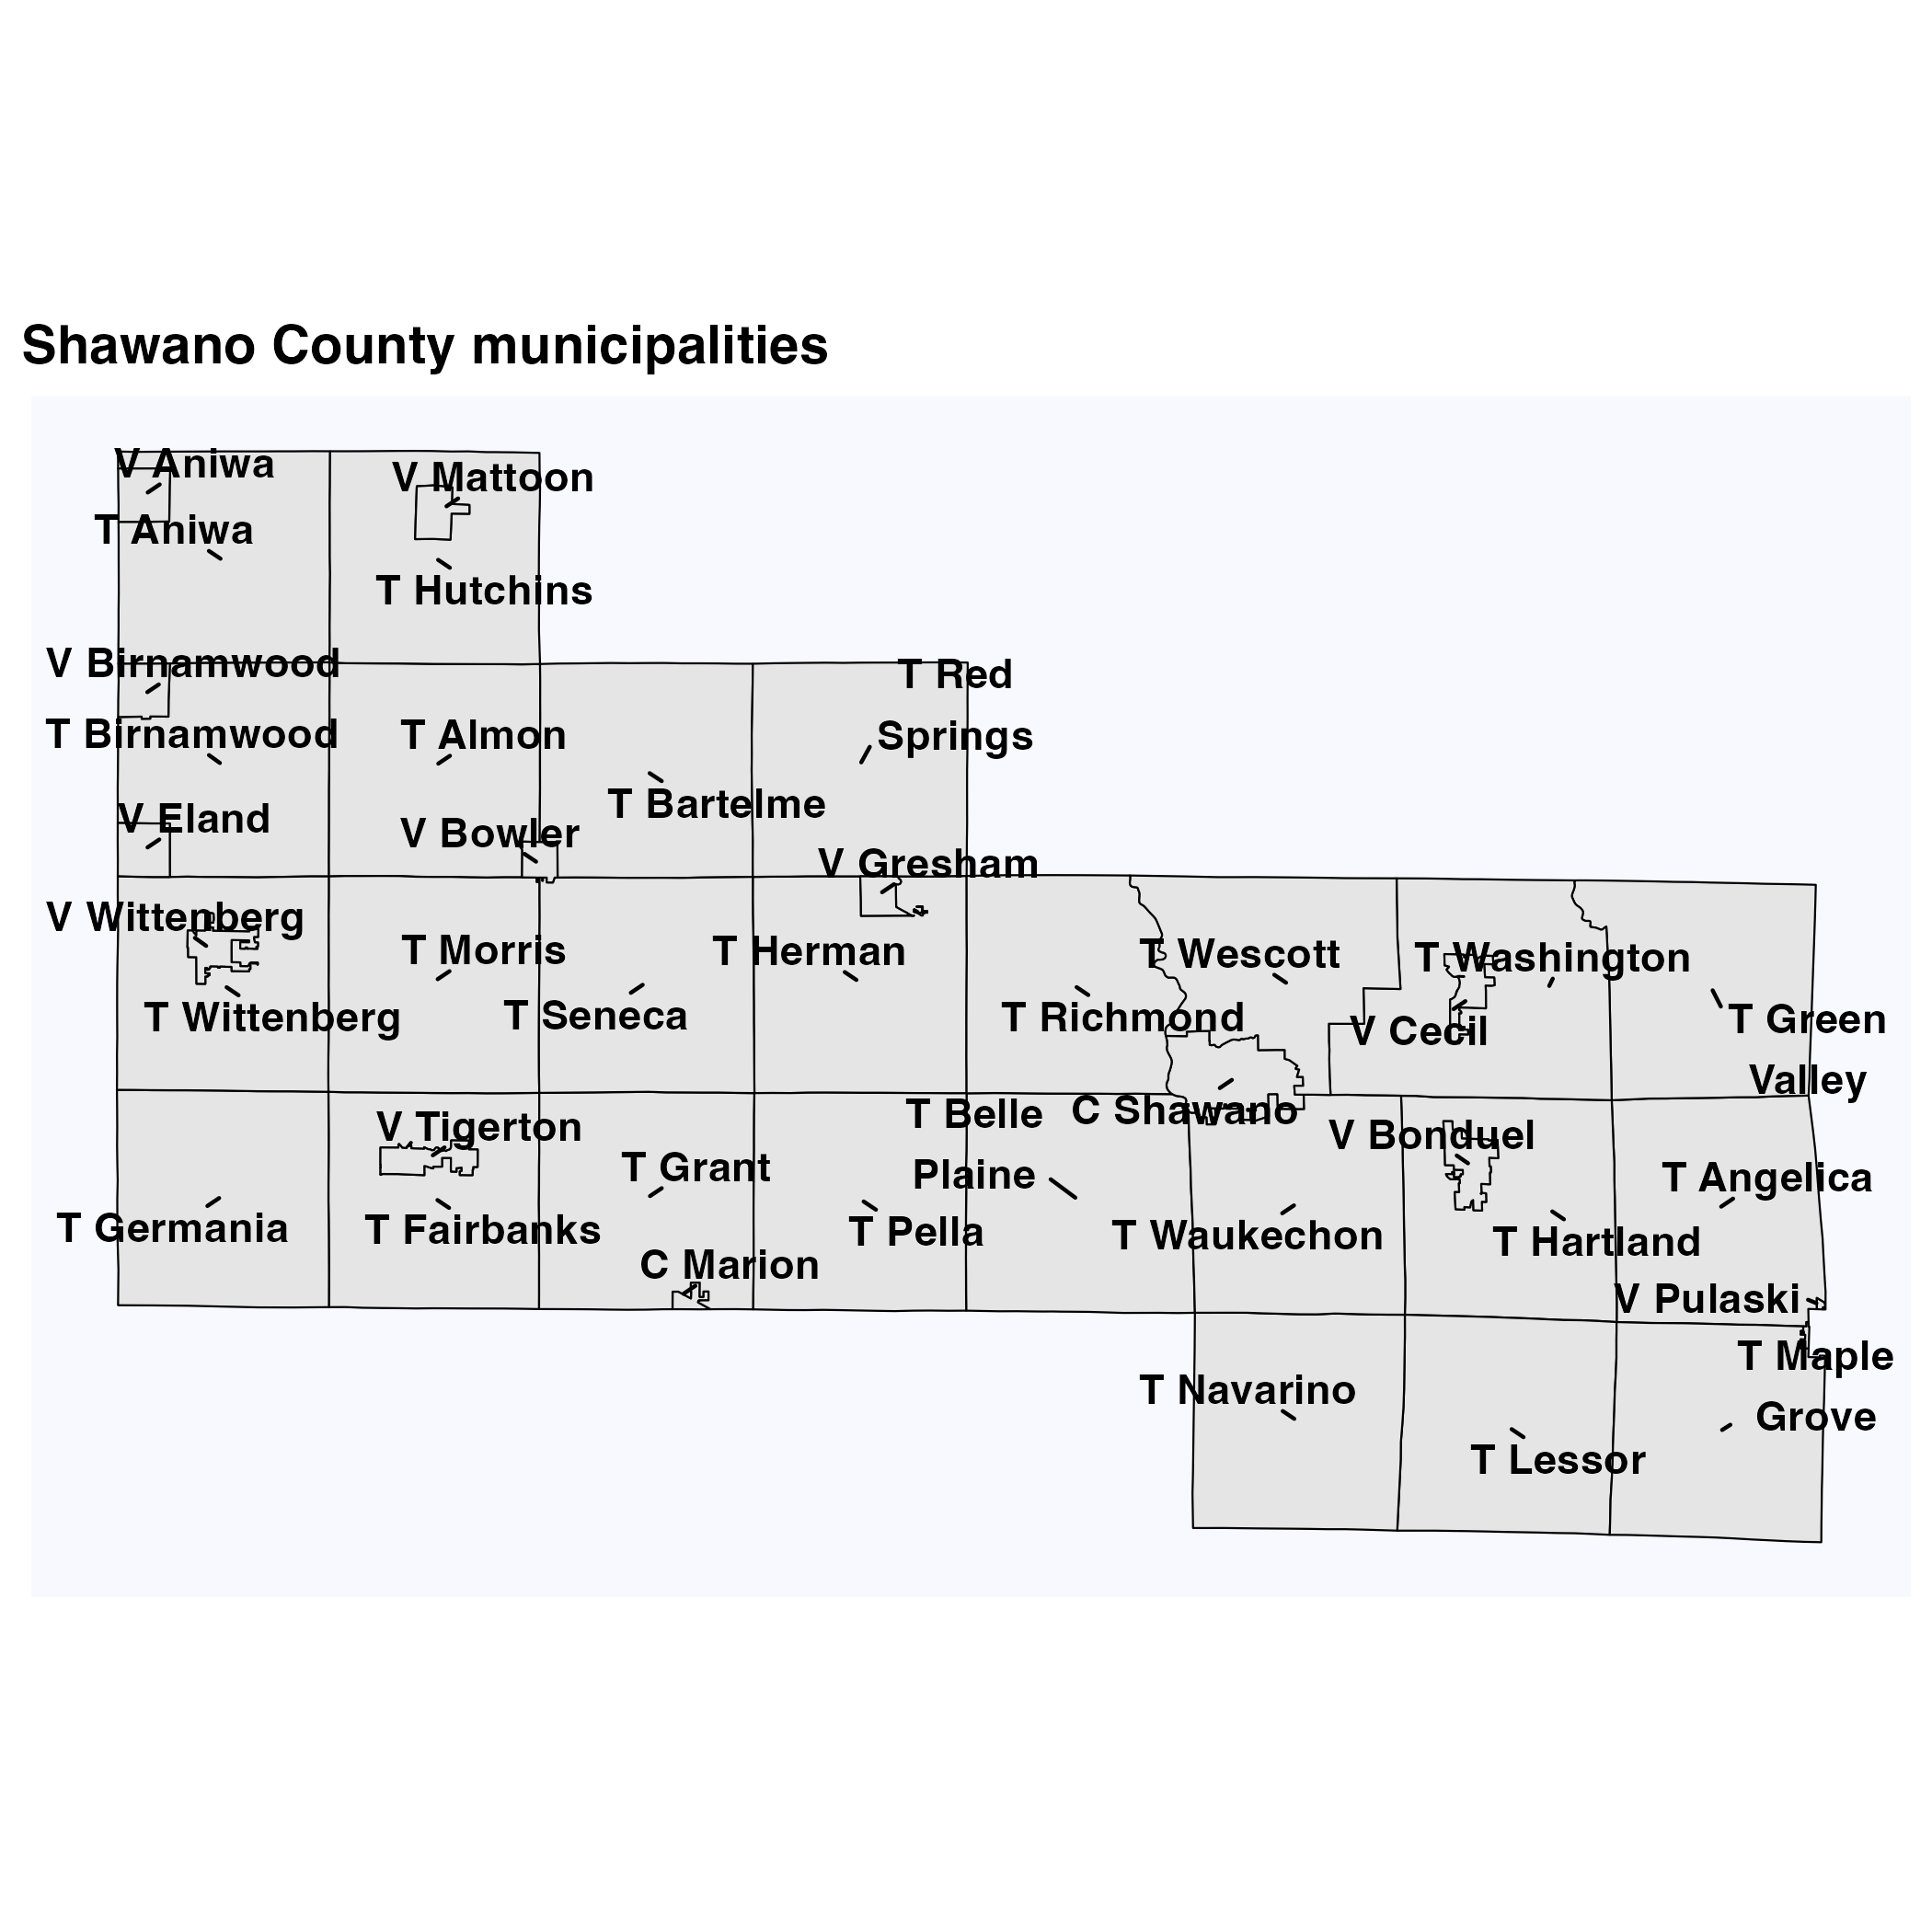 Shawano County municipalities
V Aniwa
V Mattoon
T Aniwa
T Hutchins
V Birnamwood
T Red
Springs
T Birnamwood
T Almon
T Bartelme
V Eland
V Bowler
V Gresham
V Wittenberg
T Morris
T Herman
T Wescott
T Washington
T Wittenberg
T Seneca
T Richmond
V Cecil
T Green
Valley
T Belle
Plaine
C Shawano
V Tigerton
V Bonduel
T Grant
T Angelica
T Germania
T Fairbanks
T Pella
T Waukechon
T Hartland
C Marion
V Pulaski
T Maple
Grove
T Navarino
T Lessor